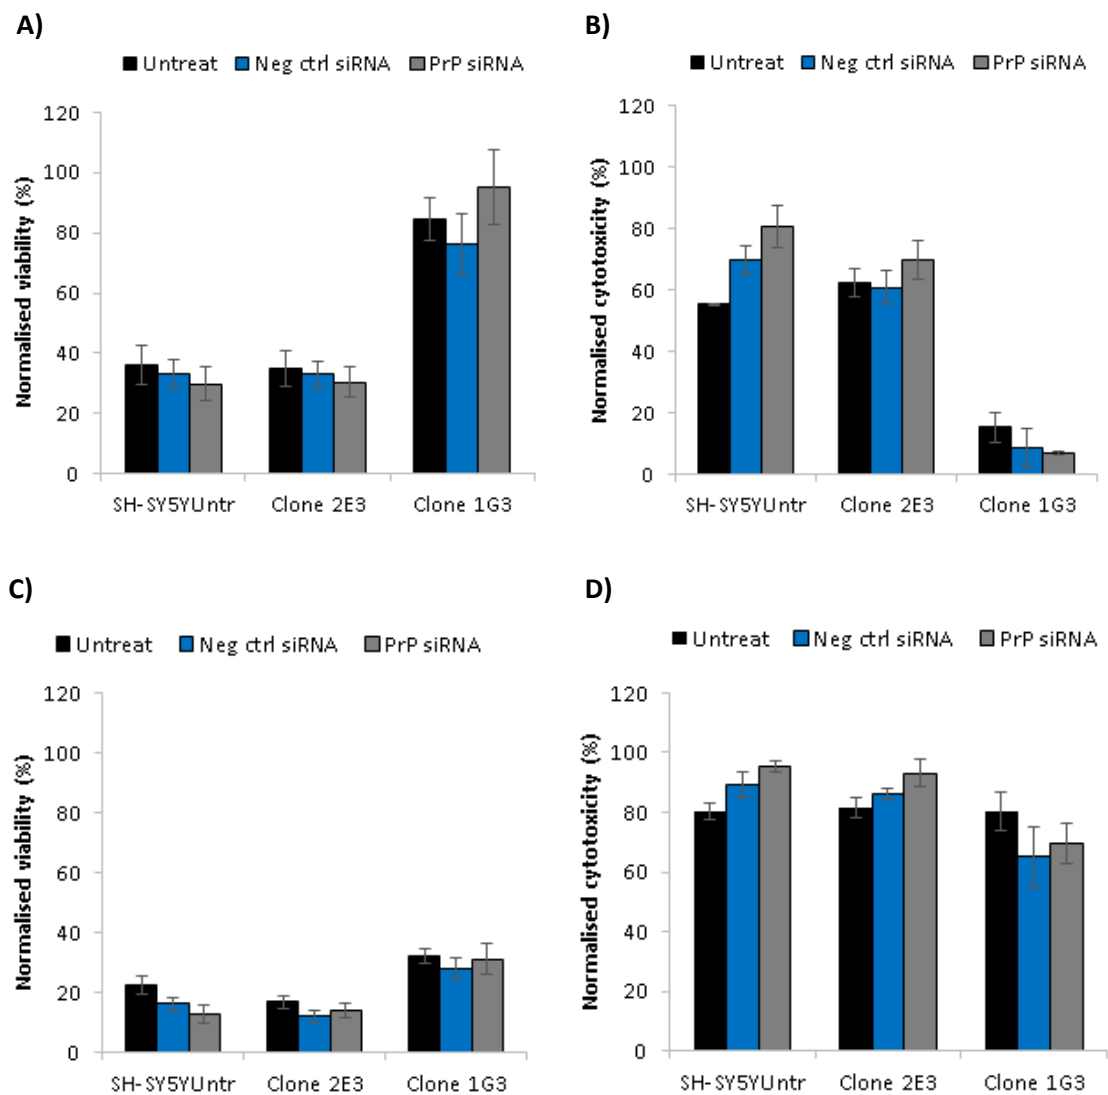 A)
Untreat Neg ctrl siRNA PrP siRNA
Normalised viability (%)
120
100
80
60
40
20
0
SH-SY5YUntr Clone 2E3 Clone 1G3
B)
Untreat Neg ctrl siRNA PrP siRNA
Normalised cytotoxicity (%)
120
100
80
60
40
20
0
SH-SY5YUntr Clone 2E3 Clone 1G3
C)
Untreat Neg ctrl siRNA PrP siRNA
Normalised viability (%)
120
100
80
60
40
20
0
SH-SY5YUntr Clone 2E3 Clone 1G3
D)
Untreat Neg ctrl siRNA PrP siRNA
Normalised cytotoxicity (%)
120
100
80
60
40
20
0
SH-SY5YUntr Clone 2E3 Clone 1G3